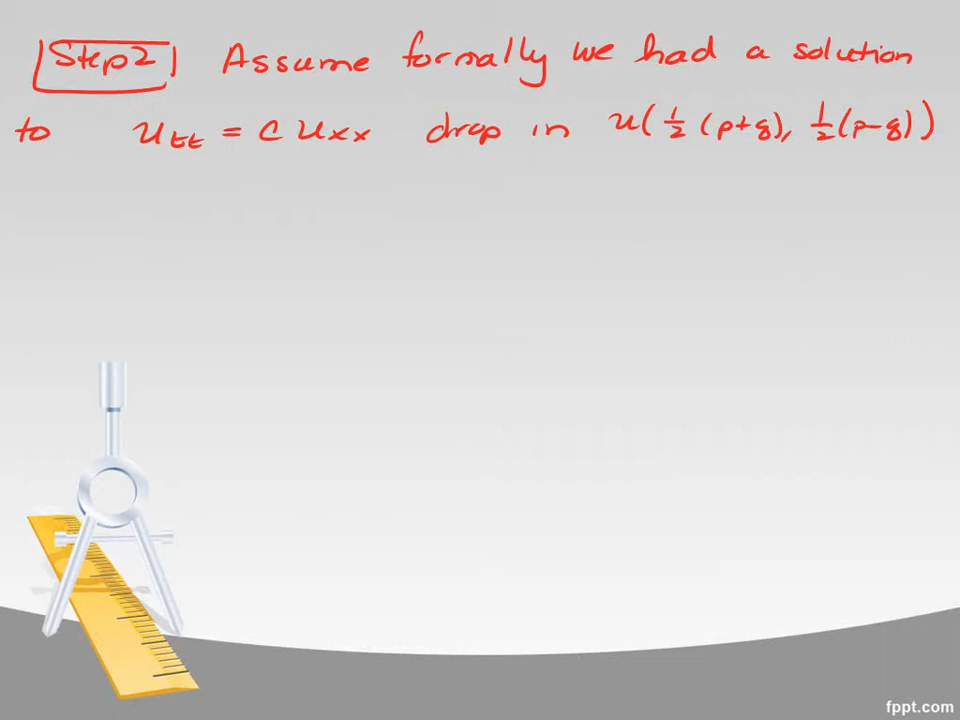 Step 2 Assume formally we had a solution
to u_tt = c u_xx drop in u(½(p+q), ½(p-q))
fppt.com